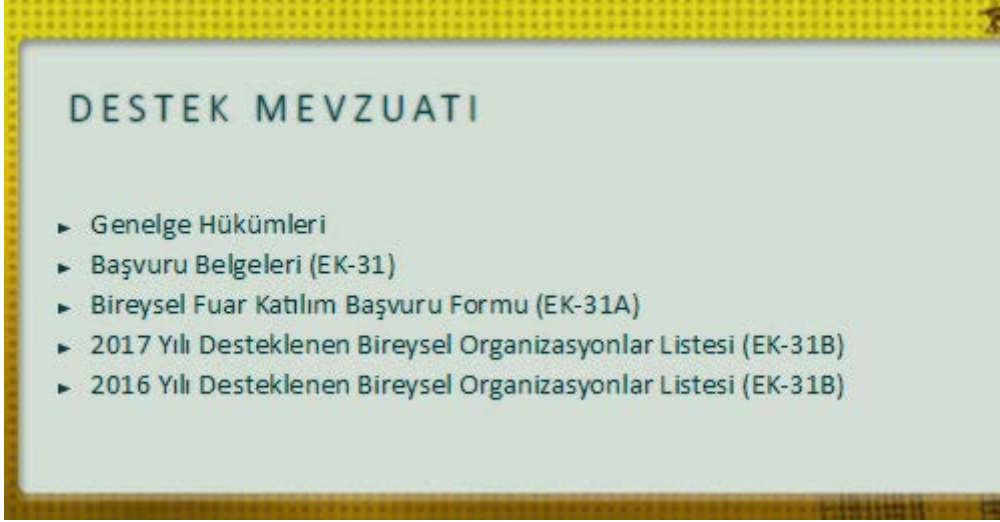 DESTEK MEVZUATI
► Genelge Hükümleri
► Başvuru Belgeleri (EK-31)
► Bireysel Fuar Katılım Başvuru Formu (EK-31A)
► 2017 Yılı Desteklenen Bireysel Organizasyonlar Listesi (EK-31B)
► 2016 Yılı Desteklenen Bireysel Organizasyonlar Listesi (EK-31B)